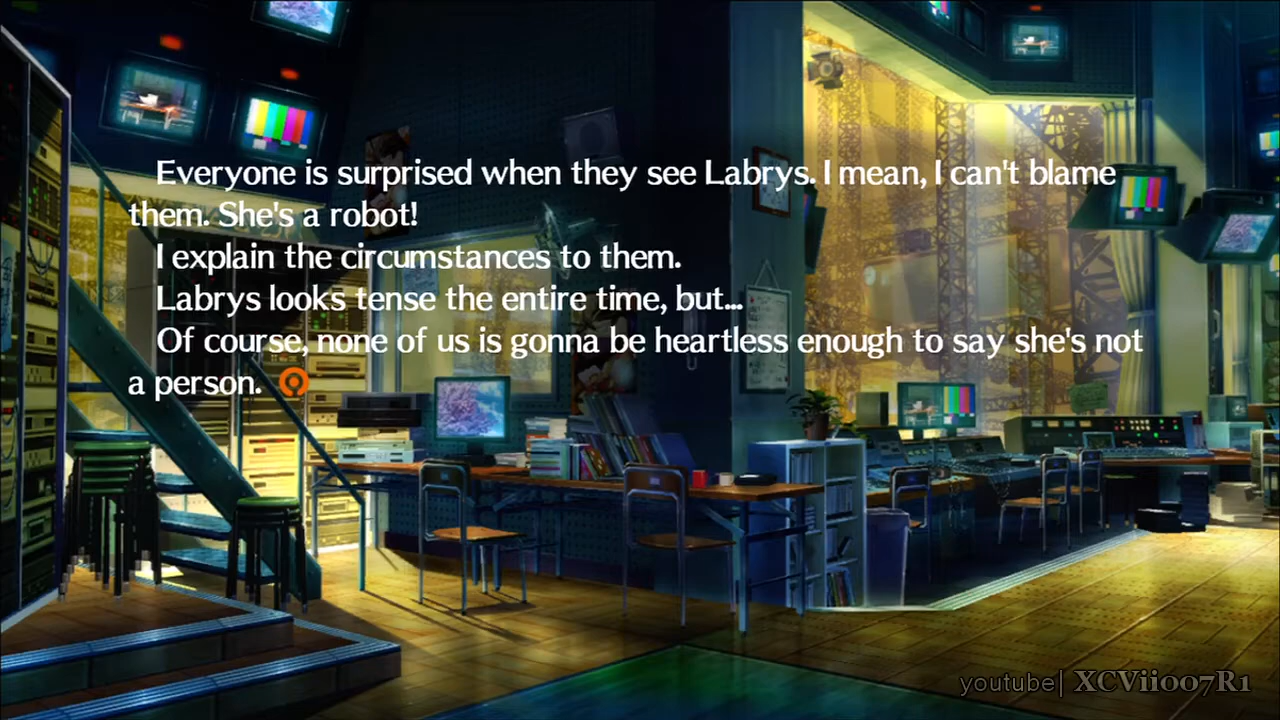 Everyone is surprised when they see Labrys. I mean, I can't blame
them. She's a robot!
I explain the circumstances to them.
Labrys looks tense the entire time, but...
Of course, none of us is gonna be heartless enough to say she's not
a person.
youtube| XCVii007R1